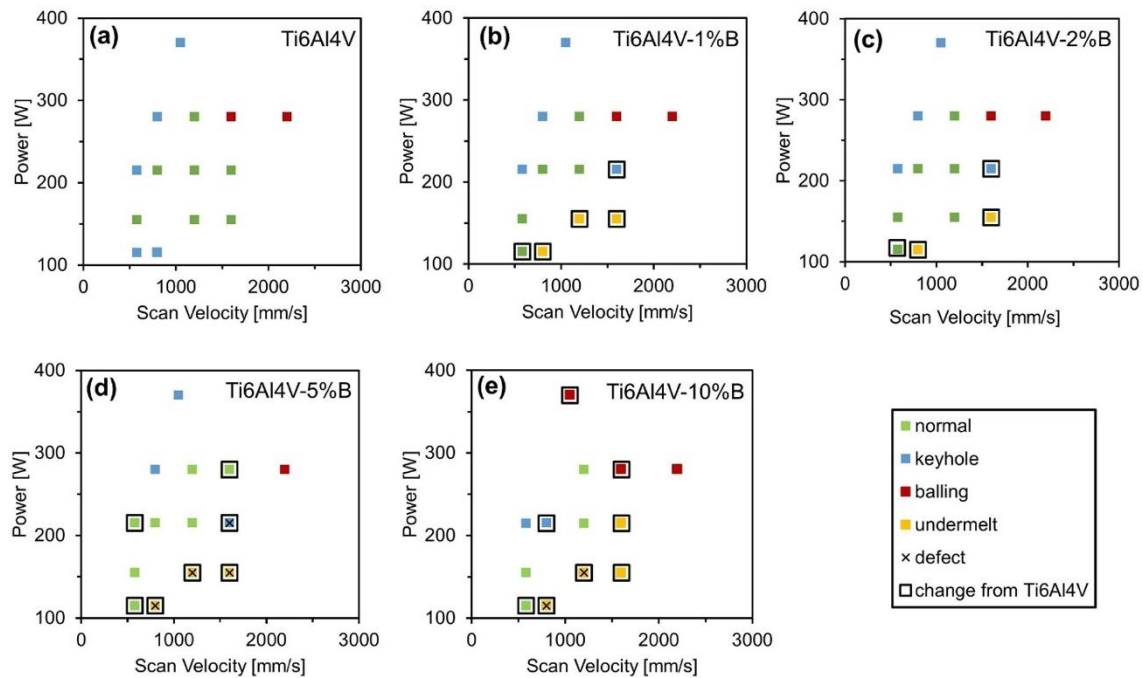 (a) Ti6Al4V
400
300
200
100
Power [W]
0 1000 2000 3000
Scan Velocity [mm/s]
(b) Ti6Al4V-1%B
400
300
200
100
Power [W]
0 1000 2000 3000
Scan Velocity [mm/s]
(c) Ti6Al4V-2%B
400
300
200
100
Power [W]
0 1000 2000 3000
Scan Velocity [mm/s]
(d) Ti6Al4V-5%B
400
300
200
100
Power [W]
0 1000 2000 3000
Scan Velocity [mm/s]
(e) Ti6Al4V-10%B
400
300
200
100
Power [W]
0 1000 2000 3000
Scan Velocity [mm/s]
normal
keyhole
balling
undermelt
defect
change from Ti6Al4V